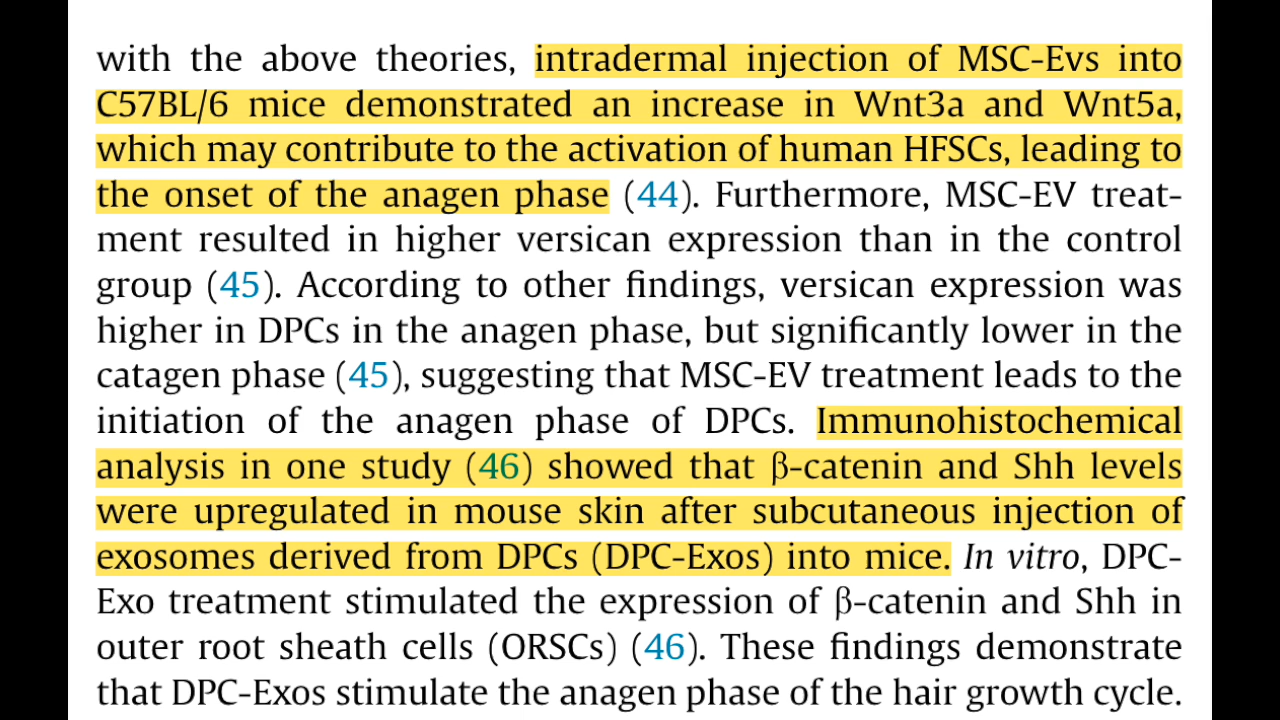 with the above theories, intradermal injection of MSC-Evs into
C57BL/6 mice demonstrated an increase in Wnt3a and Wnt5a,
which may contribute to the activation of human HFSCs, leading to
the onset of the anagen phase (44). Furthermore, MSC-EV treat-
ment resulted in higher versican expression than in the control
group (45). According to other findings, versican expression was
higher in DPCs in the anagen phase, but significantly lower in the
catagen phase (45), suggesting that MSC-EV treatment leads to the
initiation of the anagen phase of DPCs. Immunohistochemical
analysis in one study (46) showed that β-catenin and Shh levels
were upregulated in mouse skin after subcutaneous injection of
exosomes derived from DPCs (DPC-Exos) into mice. In vitro, DPC-
Exo treatment stimulated the expression of β-catenin and Shh in
outer root sheath cells (ORSCs) (46). These findings demonstrate
that DPC-Exos stimulate the anagen phase of the hair growth cycle.